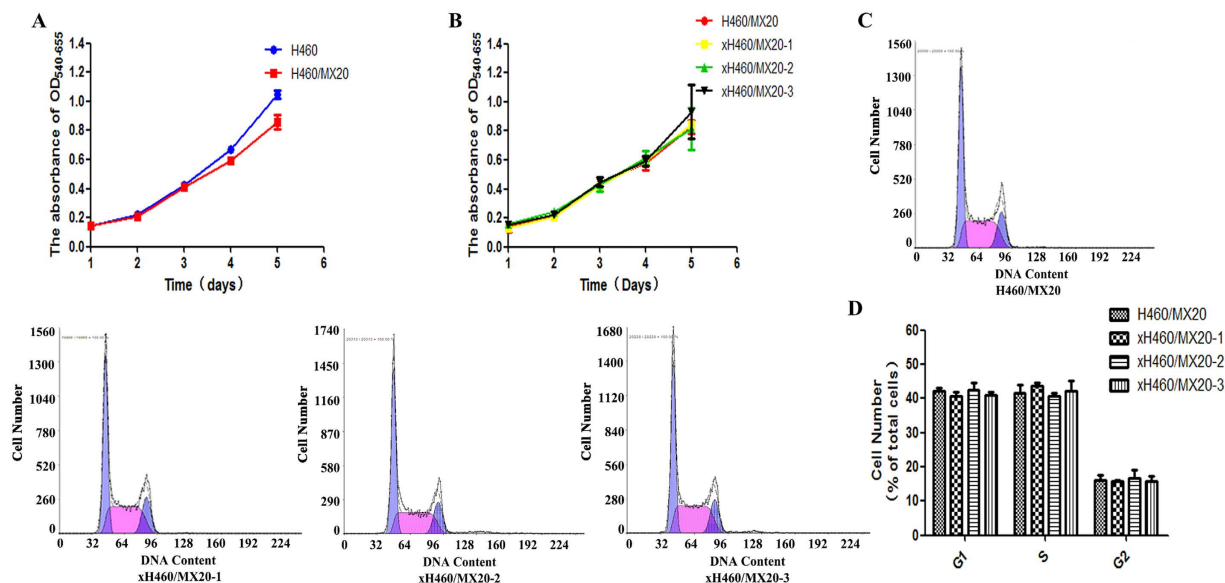 A
The absorbance of OD540-655
1.4
1.2
1.0
0.8
0.6
0.4
0.2
0.0
1 2 3 4 5 6
Time（days）
H460
H460/MX20
B
The absorbance of OD540-655
1.4
1.2
1.0
0.8
0.6
0.4
0.2
0.0
1 2 3 4 5 6
Time（Days）
H460/MX20
xH460/MX20-1
xH460/MX20-2
xH460/MX20-3
C
Cell Number
1560
1300
1040
780
520
260
0
0 32 64 96 128 160 192 224
DNA Content
H460/MX20
Cell Number
1560
1300
1040
780
520
260
0
0 32 64 96 128 160 192 224
DNA Content
xH460/MX20-1
Cell Number
1740
1450
1170
870
580
290
0
0 32 64 96 128 160 192 224
DNA Content
xH460/MX20-2
Cell Number
1680
1400
1120
840
560
280
0
0 32 64 96 128 160 192 224
DNA Content
xH460/MX20-3
D
Cell Number
(% of total cells)
60
50
40
30
20
10
0
G1 S G2
H460/MX20
xH460/MX20-1
xH460/MX20-2
xH460/MX20-3